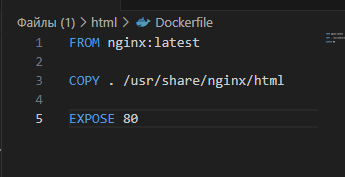 Файлы (1) > html > Dockerfile
1 FROM nginx:latest
2
3 COPY . /usr/share/nginx/html
4
5 EXPOSE 80